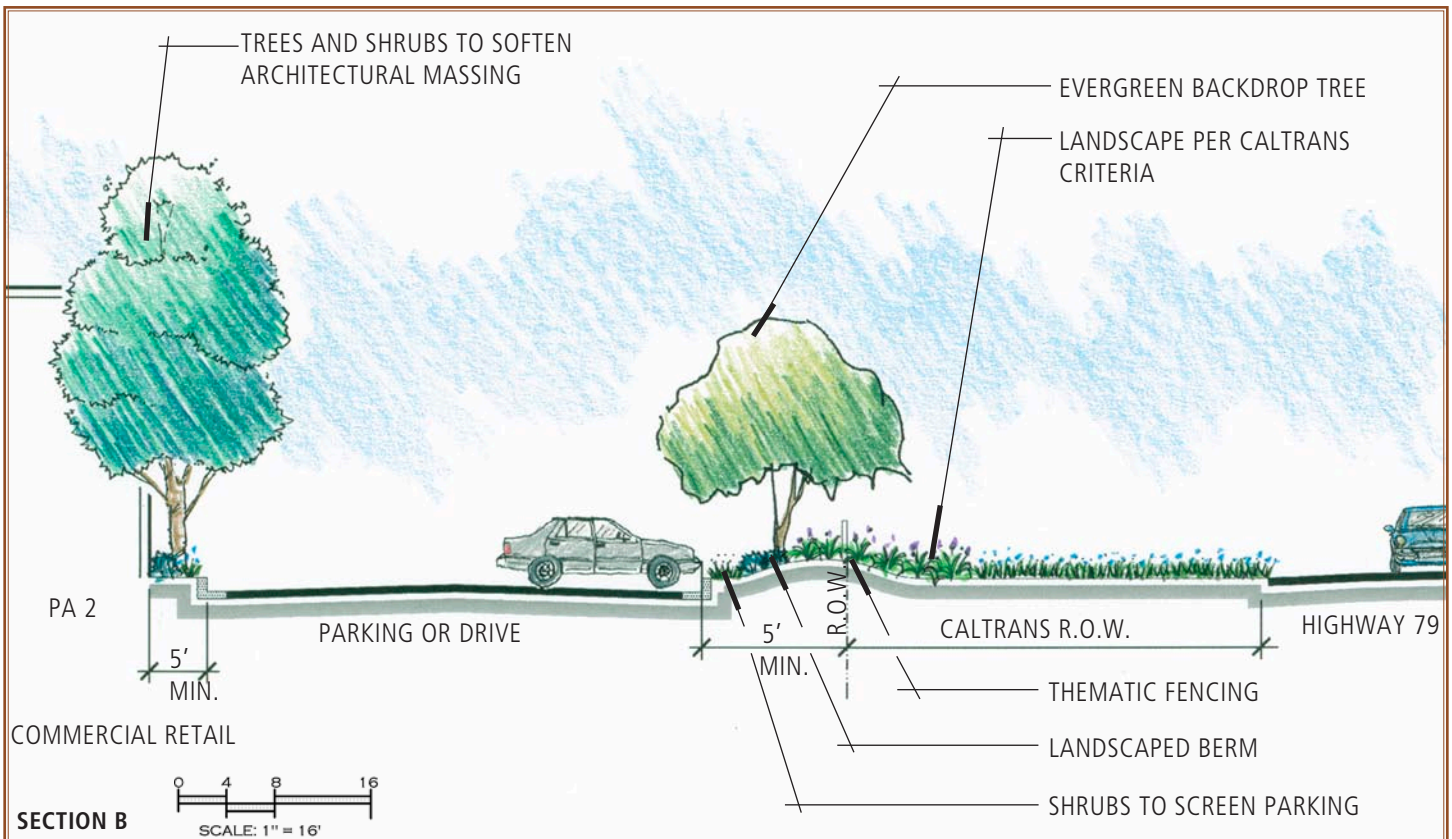 TREES AND SHRUBS TO SOFTEN
ARCHITECTURAL MASSING
EVERGREEN BACKDROP TREE
LANDSCAPE PER CALTRANS
CRITERIA
PA 2
PARKING OR DRIVE
5'
MIN.
5'
MIN.
R.O.W.
CALTRANS R.O.W.
HIGHWAY 79
THEMATIC FENCING
LANDSCAPED BERM
SHRUBS TO SCREEN PARKING
COMMERCIAL RETAIL
0 4 8 16
SECTION B
SCALE: 1" = 16'